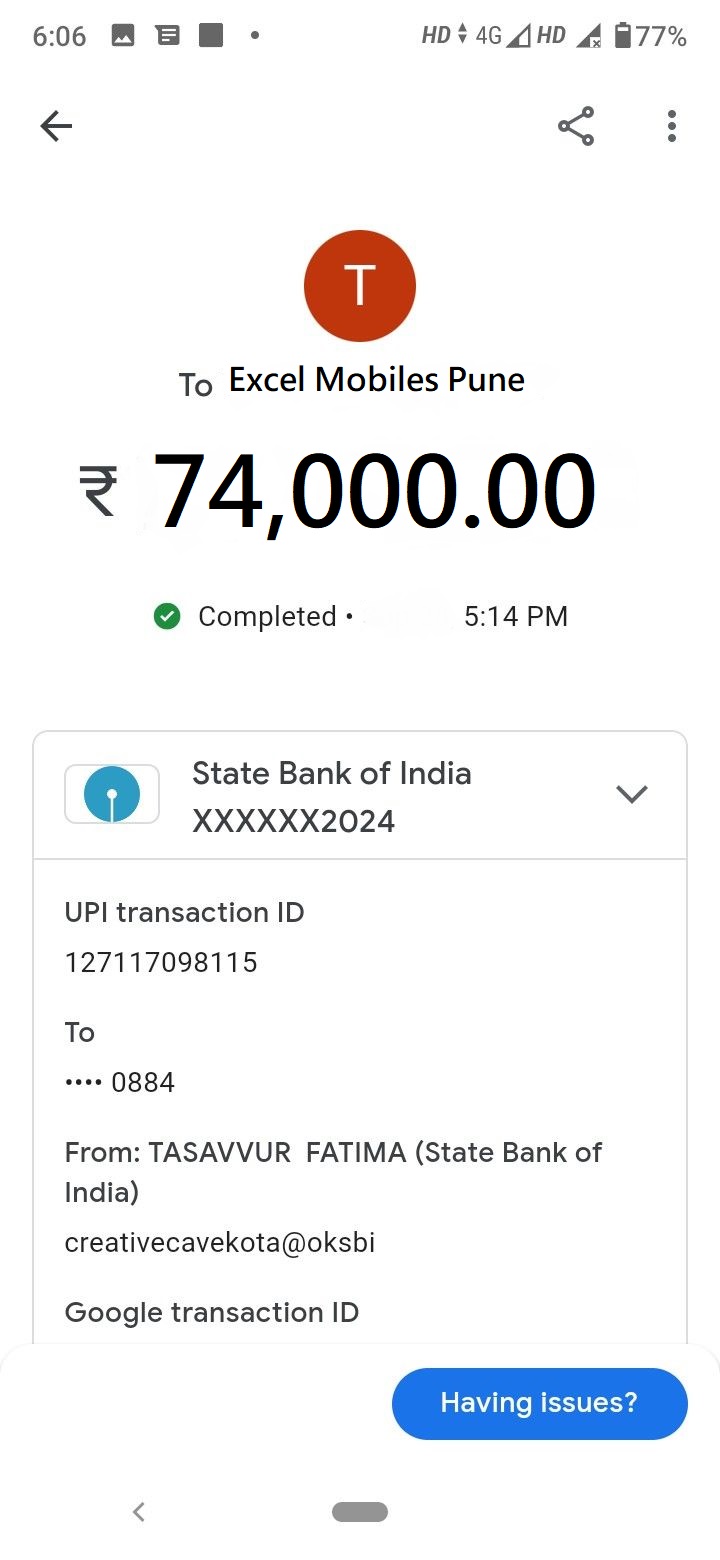 6:06 HD 4G HD 77%
T
To Excel Mobiles Pune
₹ 74,000.00
Completed • 5:14 PM
State Bank of India
XXXXXX2024
UPI transaction ID
127117098115
To
•••• 0884
From: TASAVVUR FATIMA (State Bank of
India)
creativecavekota@oksbi
Google transaction ID
Having issues?